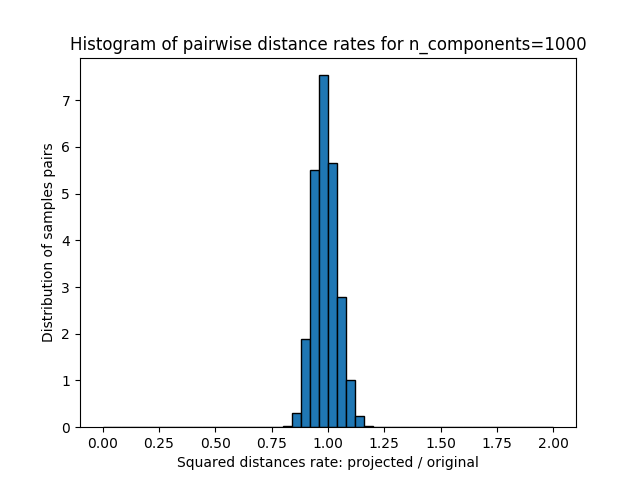 Histogram of pairwise distance rates for n_components=1000
Distribution of samples pairs
7
6
5
4
3
2
1
0
0.00 0.25 0.50 0.75 1.00 1.25 1.50 1.75 2.00
Squared distances rate: projected / original